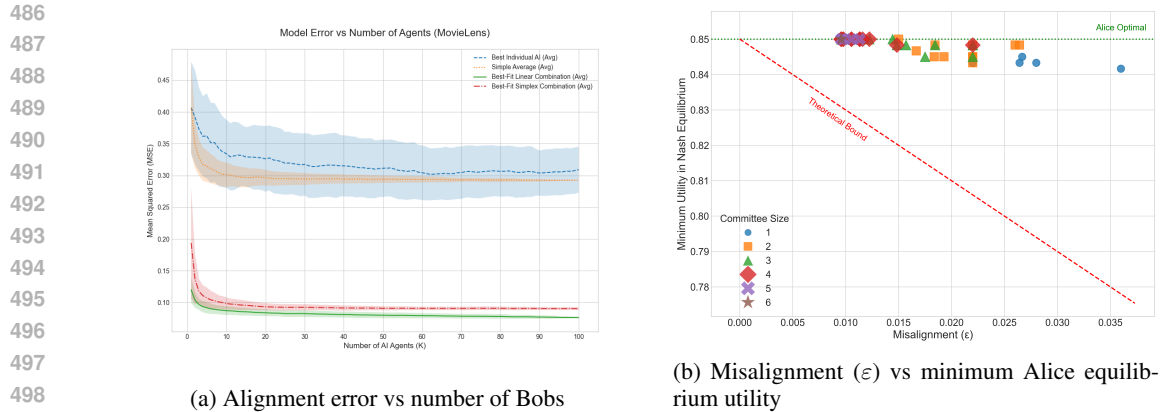 486
487
488
489
490
491
492
493
494
495
496
497
498
Model Error vs Number of Agents (MovieLens)
Best Individual AI (Avg)
Simple Average (Avg)
Best-Fit Linear Combination (Avg)
Best-Fit Simplex Combination (Avg)
Mean Squared Error (MSE)
0.45
0.40
0.35
0.30
0.25
0.20
0.15
0.10
0 10 20 30 40 50 60 70 80 90 100
Number of AI Agents (K)
(a) Alignment error vs number of Bobs
Minimum Utility in Nash Equilibrium
0.85
0.84
0.83
0.82
0.81
0.80
0.79
0.78
Alice Optimal
Theoretical Bound
Committee Size
1
2
3
4
5
6
0.000 0.005 0.010 0.015 0.020 0.025 0.030 0.035
Misalignment (ε)
(b) Misalignment (ε) vs minimum Alice equilib-
rium utility